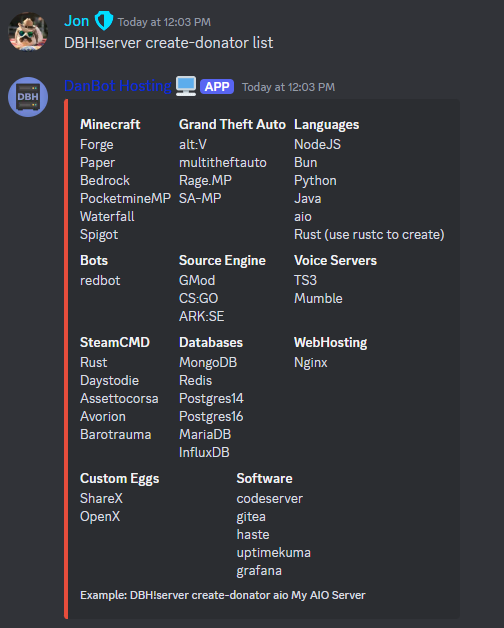 Jon Today at 12:03 PM
DBH!server create-donator list
DBH
DanBot Hosting APP Today at 12:03 PM
Minecraft
Forge
Paper
Bedrock
PocketmineMP
Waterfall
Spigot
Grand Theft Auto
alt:V
multitheftauto
Rage.MP
SA-MP
Languages
NodeJS
Bun
Python
Java
aio
Rust (use rustc to create)
Bots
redbot
Source Engine
GMod
CS:GO
ARK:SE
Voice Servers
TS3
Mumble
SteamCMD
Rust
Daystodie
Assettocorsa
Avorion
Barotrauma
Databases
MongoDB
Redis
Postgres14
Postgres16
MariaDB
InfluxDB
WebHosting
Nginx
Custom Eggs
ShareX
OpenX
Software
codeserver
gitea
haste
uptimekuma
grafana
Example: DBH!server create-donator aio My AIO Server